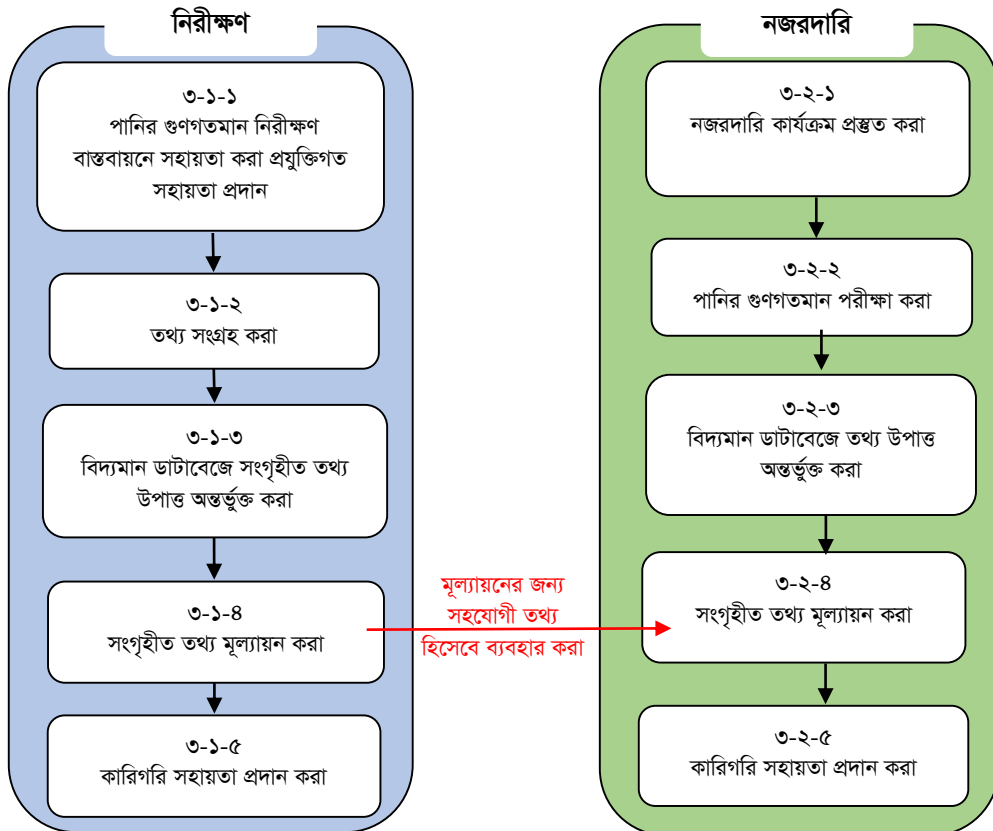 নিরীক্ষণ
৩-১-১
পানির গুণগতমান নিরীক্ষণ
বাস্তবায়নে সহায়তা করা প্রযুক্তিগত
সহায়তা প্রদান
৩-১-২
তথ্য সংগ্রহ করা
৩-১-৩
বিদ্যমান ডাটাবেজে সংগৃহীত তথ্য
উপাত্ত অন্তর্ভুক্ত করা
৩-১-৪
সংগৃহীত তথ্য মূল্যায়ন করা
৩-১-৫
কারিগরি সহায়তা প্রদান করা
মূল্যায়নের জন্য
সহযোগী তথ্য
হিসেবে ব্যবহার করা
নজরদারি
৩-২-১
নজরদারি কার্যক্রম প্রস্তুত করা
৩-২-২
পানির গুণগতমান পরীক্ষা করা
৩-২-৩
বিদ্যমান ডাটাবেজে তথ্য উপাত্ত
অন্তর্ভুক্ত করা
৩-২-৪
সংগৃহীত তথ্য মূল্যায়ন করা
৩-২-৫
কারিগরি সহায়তা প্রদান করা